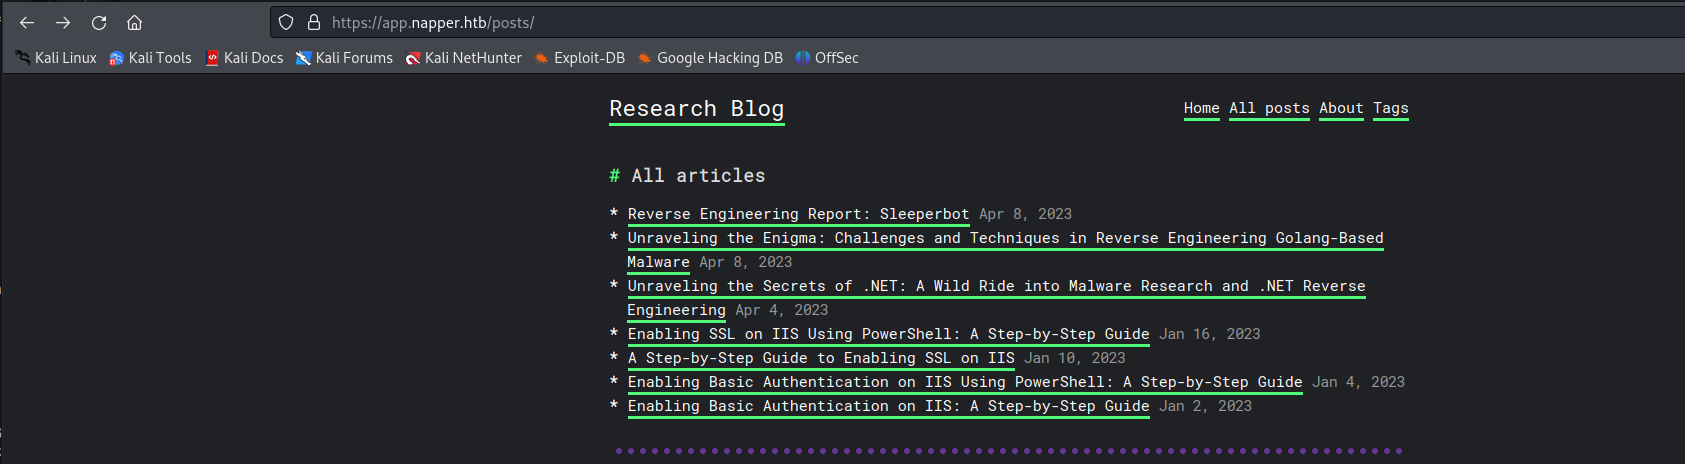 https://app.napper.htb/posts/
Kali Linux Kali Tools Kali Docs Kali Forums Kali NetHunter Exploit-DB Google Hacking DB OffSec
Research Blog
Home All posts About Tags
# All articles
* Reverse Engineering Report: Sleeperbot Apr 8, 2023
* Unraveling the Enigma: Challenges and Techniques in Reverse Engineering Golang-Based
Malware Apr 8, 2023
* Unraveling the Secrets of .NET: A Wild Ride into Malware Research and .NET Reverse
Engineering Apr 4, 2023
* Enabling SSL on IIS Using PowerShell: A Step-by-Step Guide Jan 16, 2023
* A Step-by-Step Guide to Enabling SSL on IIS Jan 10, 2023
* Enabling Basic Authentication on IIS Using PowerShell: A Step-by-Step Guide Jan 4, 2023
* Enabling Basic Authentication on IIS: A Step-by-Step Guide Jan 2, 2023